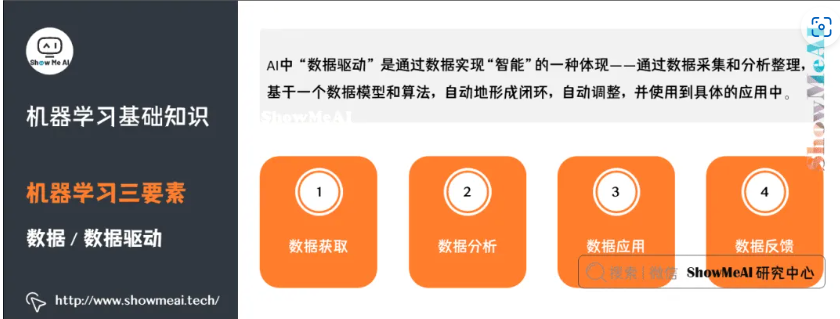 Show Me AI
机器学习基础知识
机器学习三要素
数据 / 数据驱动
http://www.showmeai.tech/
AI中“数据驱动”是通过数据实现“智能”的一种体现——通过数据采集和分析整理，
基于一个数据模型和算法，自动地形成闭环，自动调整，并使用到具体的应用中。
ShowMeAI
ShowMeAI
1
数据获取
2
数据分析
3
数据应用
4
数据反馈
搜索 | 微信 ShowMeAI 研究中心